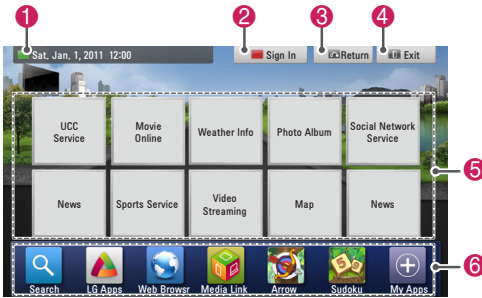 1 2 3 4
Sat. Jan. 1, 2011 12:00 Sign In Return Exit
UCC Service
Movie Online
Weather Info
Photo Album
Social Network Service
5
News
Sports Service
Video Streaming
Map
News
Search LG Apps Web Browsr Media Link Arrow Sudoku My Apps
6